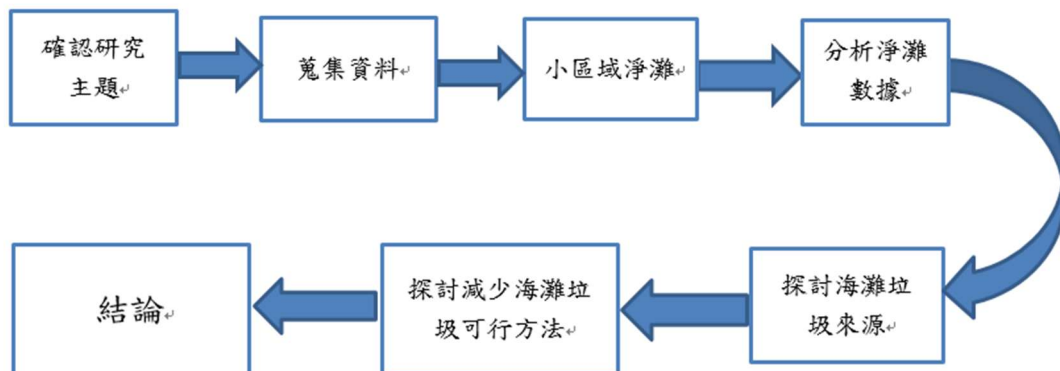 確認研究
主題
蒐集資料
小區域淨灘
分析淨灘
數據
探討海灘垃
圾來源
探討減少海灘垃
圾可行方法
結論